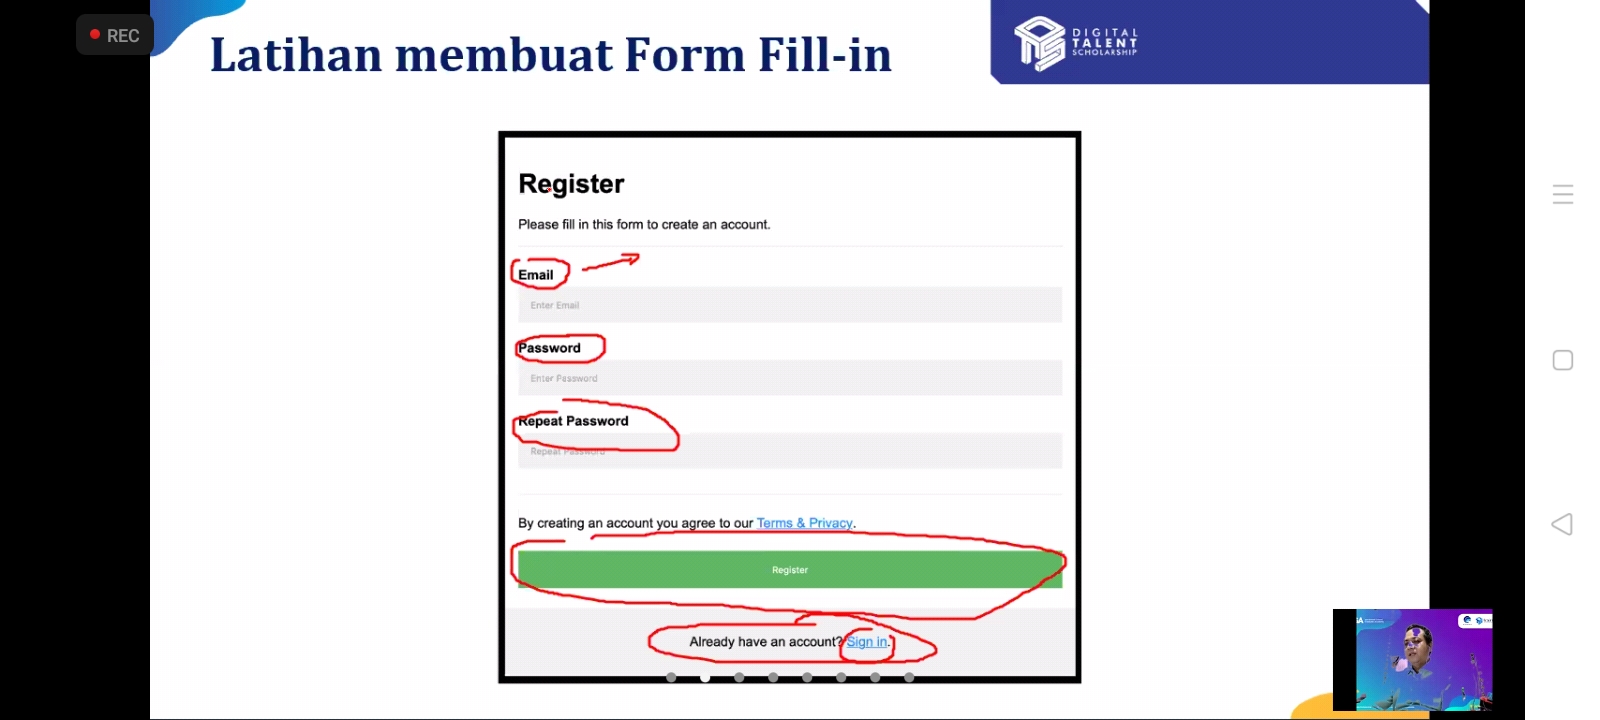 REC
Latihan membuat Form Fill-in
DIGITAL
TALENT
SCHOLARSHIP
Register
Please fill in this form to create an account.
Email
Enter Email
Password
Enter Password
Repeat Password
Repeat Password
By creating an account you agree to our Terms & Privacy.
Register
Already have an account? Sign in.